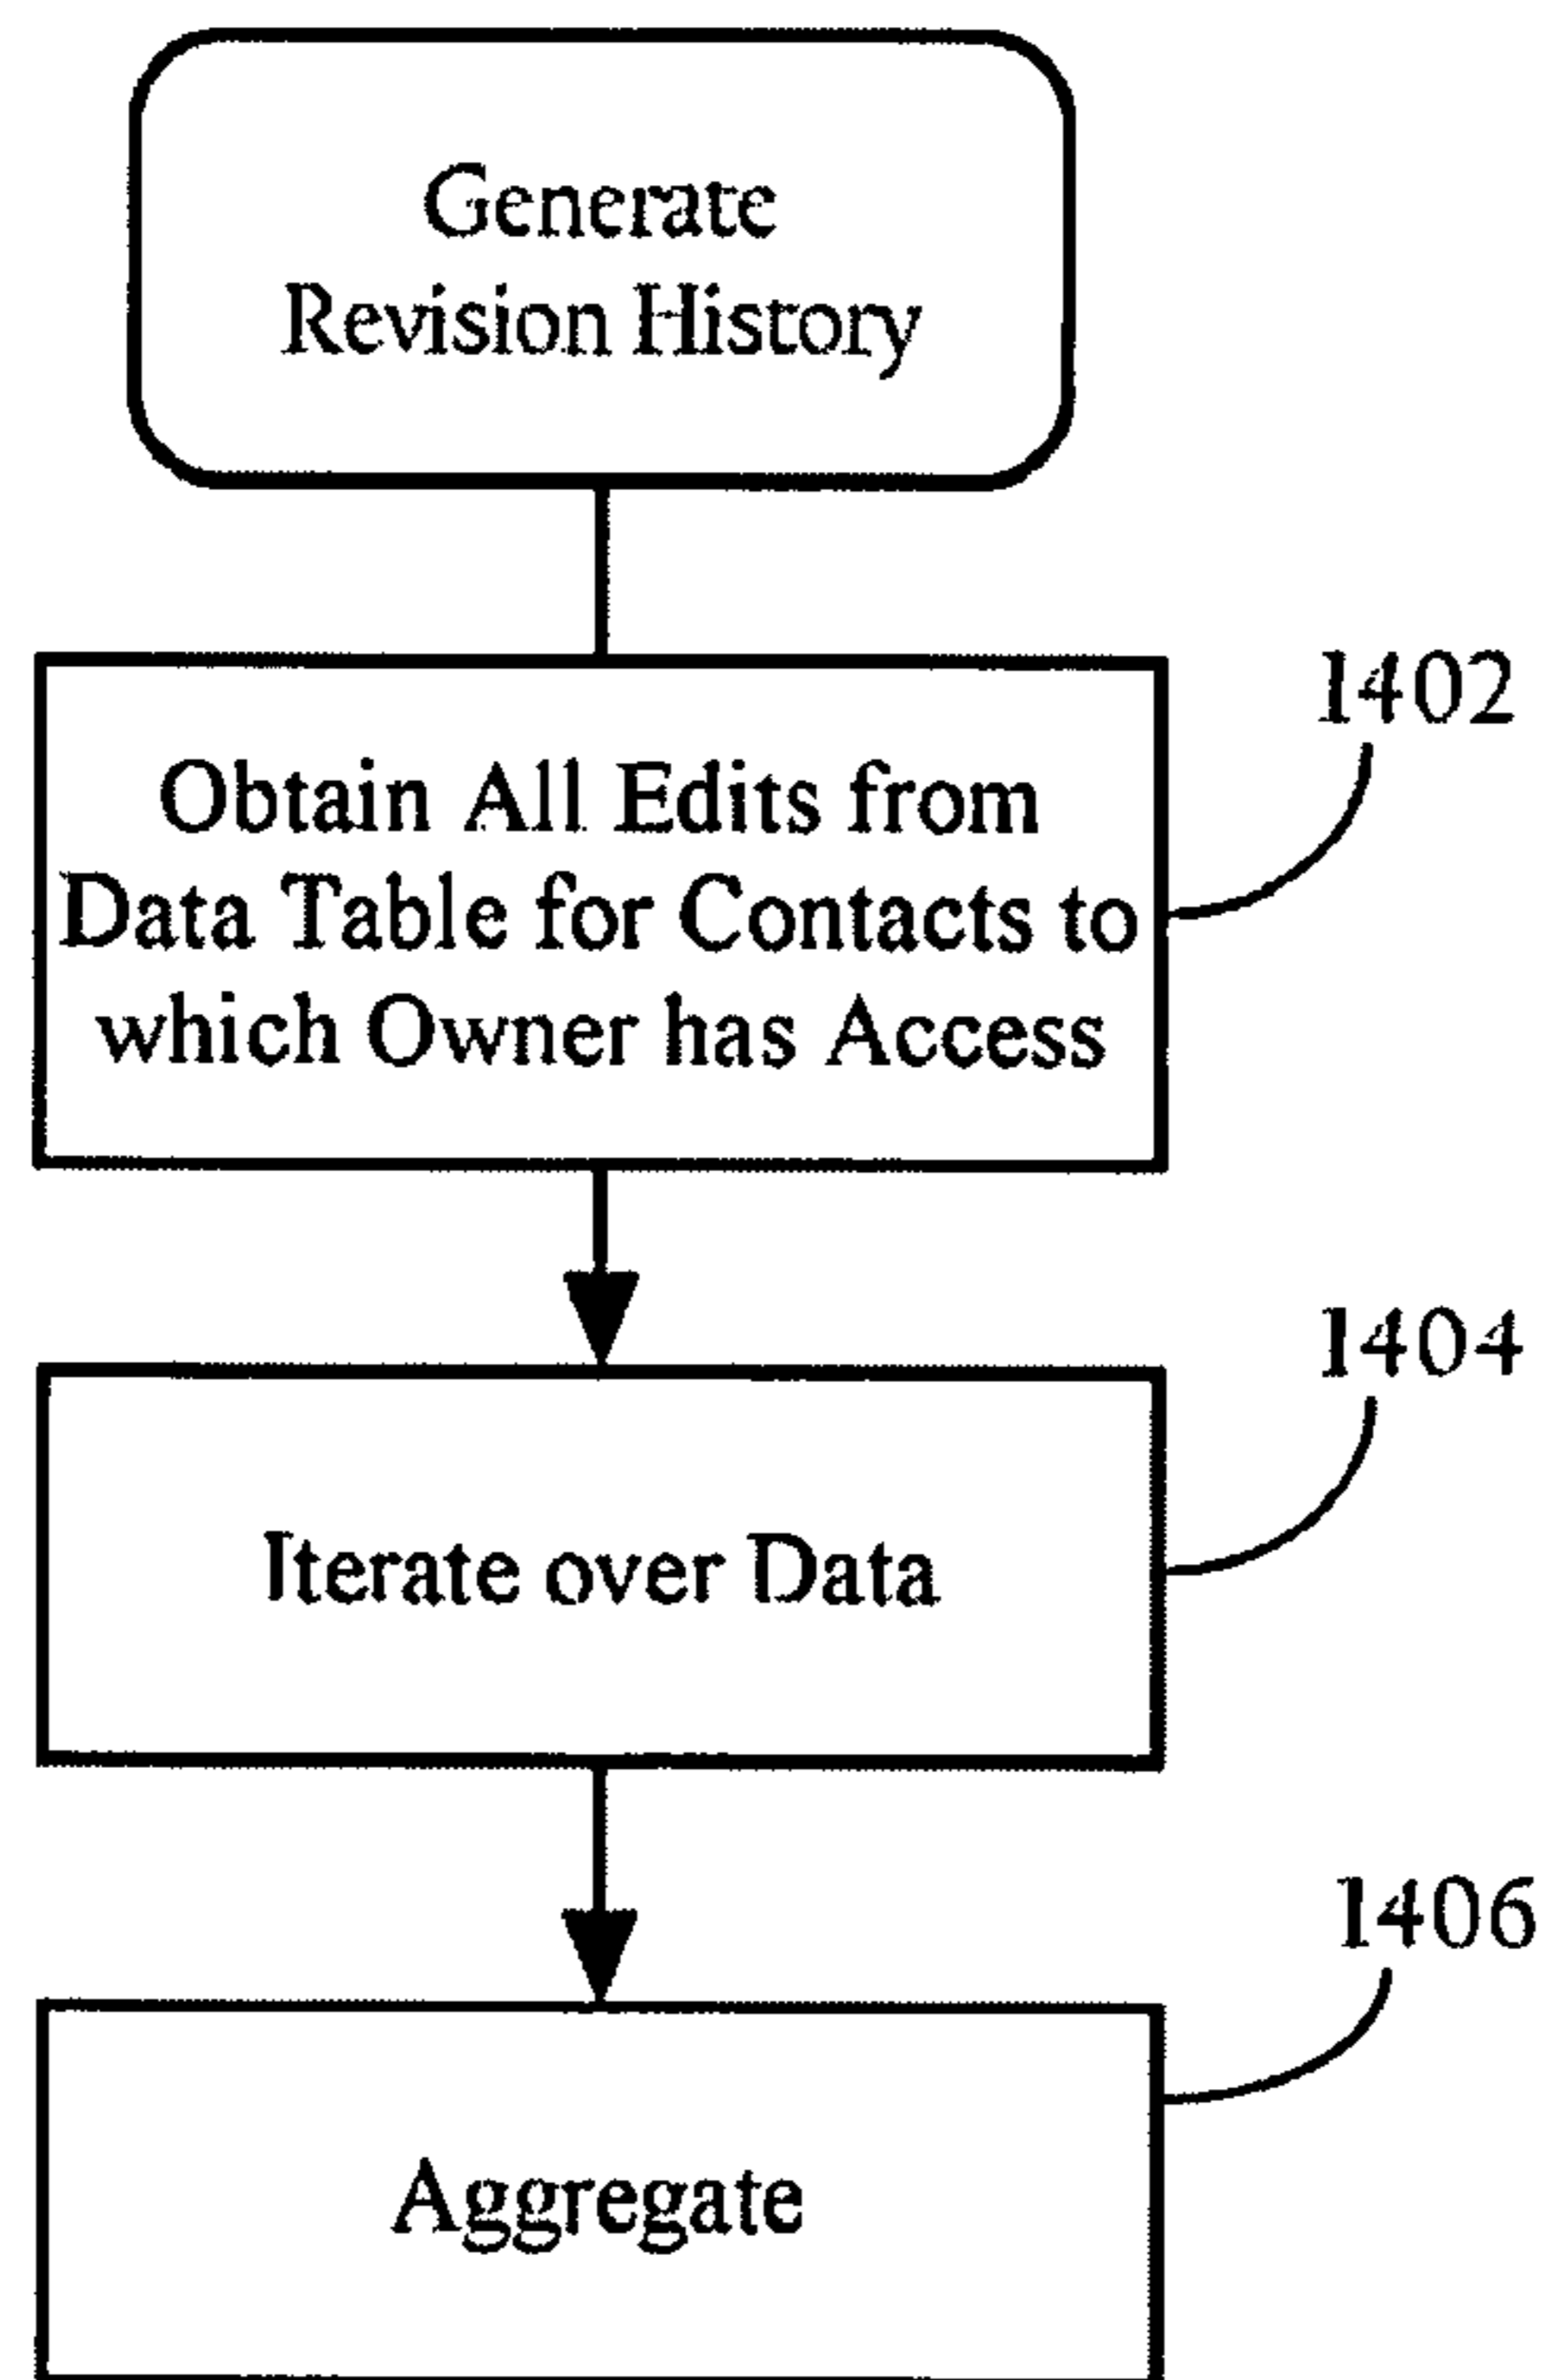 Generate
Revision History
1402
Obtain All Edits from
Data Table for Contacts to
which Owner has Access
1404
Iterate over Data
1406
Aggregate